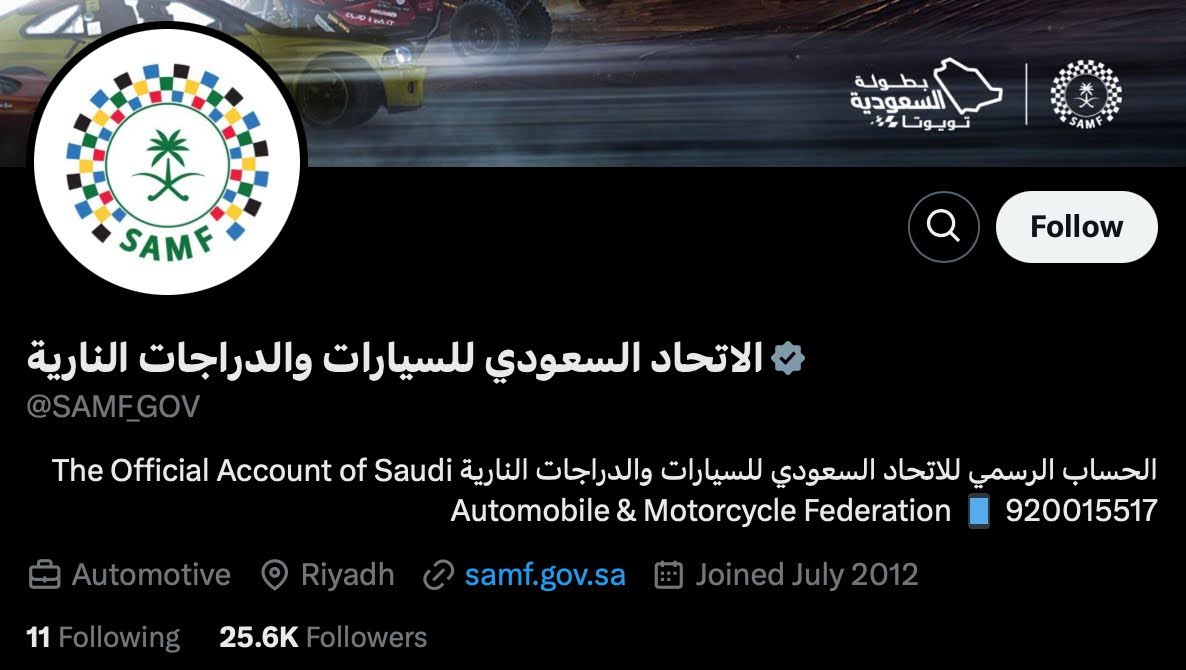 بطولة
السعودية
تويوتا
SAMF
SAMF
Follow
الاتحاد السعودي للسيارات والدراجات النارية
@SAMF_GOV
الحساب الرسمي للاتحاد السعودي للسيارات والدراجات النارية The Official Account of Saudi
Automobile & Motorcycle Federation 920015517
Automotive Riyadh samf.gov.sa Joined July 2012
11 Following 25.6K Followers